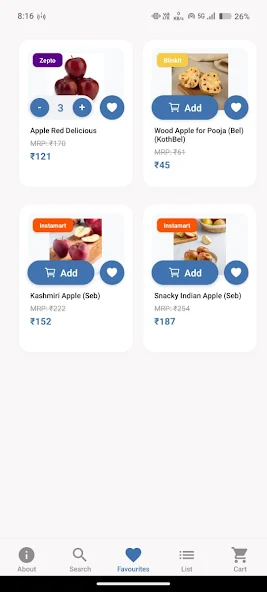 8:16
5G
26%
Zepto
Blinkit
- 3 +
Add
Apple Red Delicious
MRP: ₹170
₹121
Wood Apple for Pooja (Bel)
(KothBel)
MRP: ₹61
₹45
Instamart
Instamart
Add
Add
Kashmiri Apple (Seb)
MRP: ₹222
₹152
Snacky Indian Apple (Seb)
MRP: ₹254
₹187
About
Search
Favourites
List
Cart